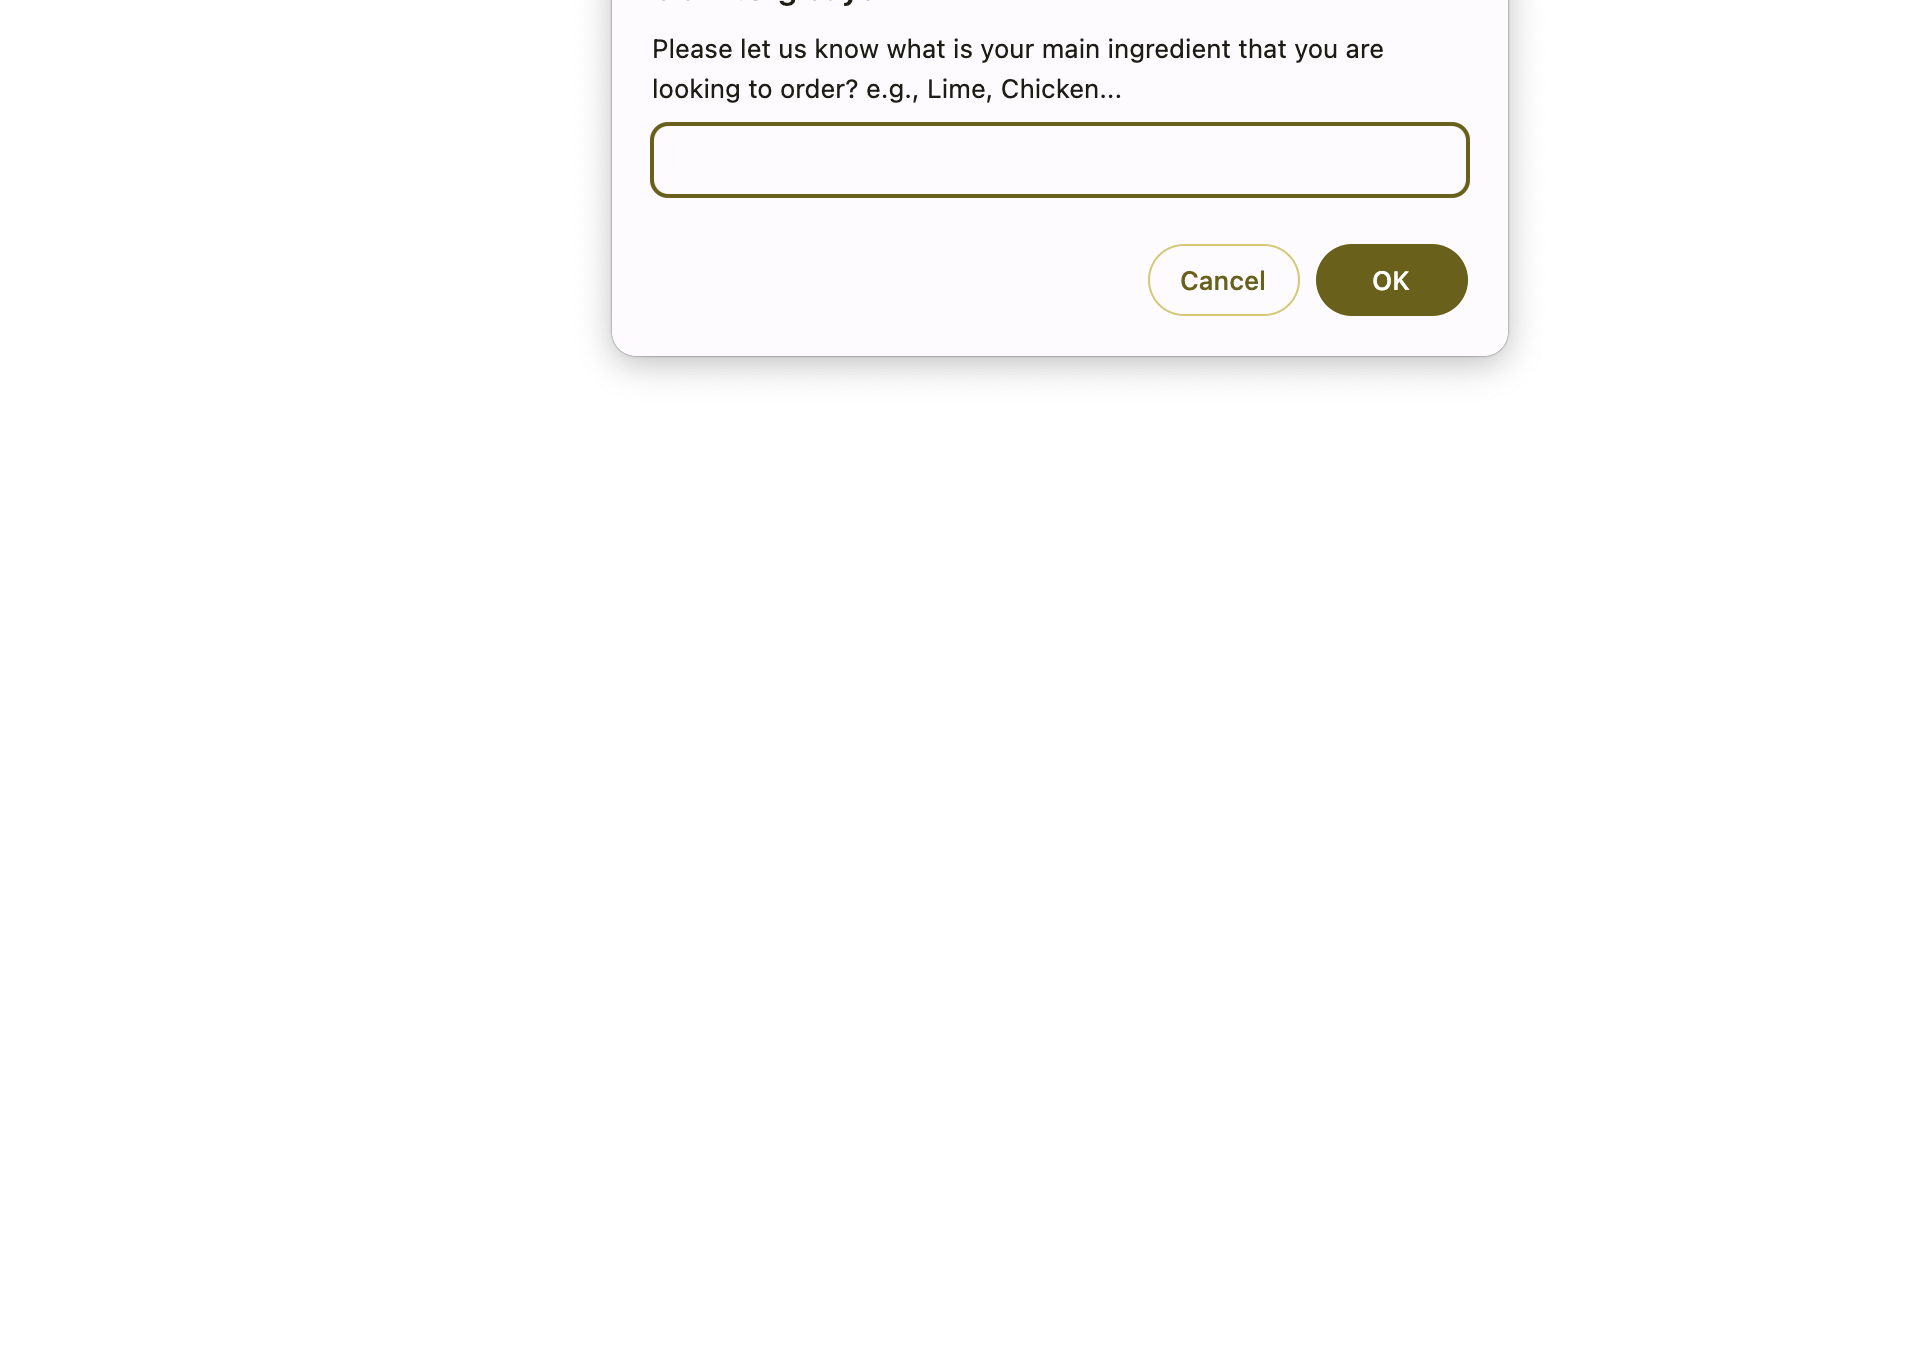 Please let us know what is your main ingredient that you are
looking to order? e.g., Lime, Chicken...
Cancel
OK